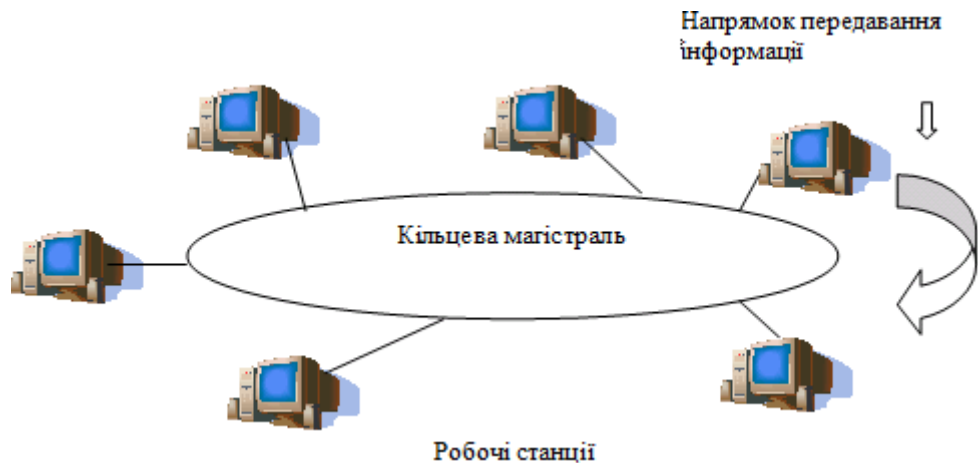 Напрямок передавання
інформації
Кільцева магістраль
Робочі станції